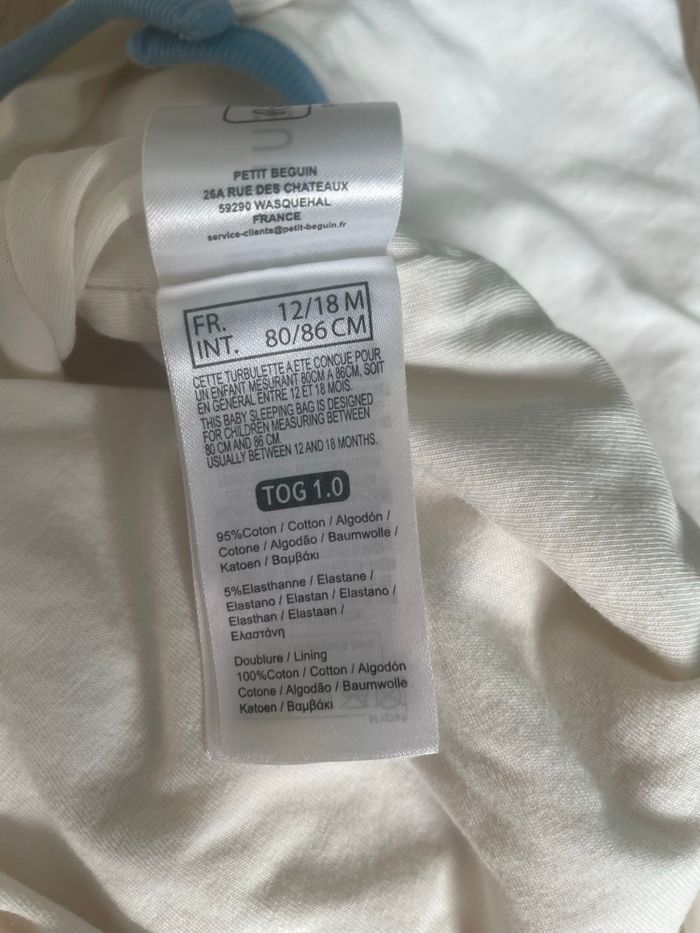 PETIT BEGUIN
26A RUE DES CHATEAUX
59290 WASQUEHAL
FRANCE
service-clients@petit-beguin.fr
FR. 12/18 M
INT. 80/86 CM
CETTE TURBULETTE A ETE CONCUE POUR
UN ENFANT MESURANT 80CM A 86CM, SOIT
EN GENERAL ENTRE 12 ET 18 MOIS.
THIS BABY SLEEPING BAG IS DESIGNED
FOR CHILDREN MEASURING BETWEEN
80 CM AND 86 CM.
USUALLY BETWEEN 12 AND 18 MONTHS.
TOG 1.0
95%Coton / Cotton / Algodón /
Cotone / Algodão / Baumwolle /
Katoen / Βαμβάκι
5%Elasthanne / Elastane /
Elastano / Elastan / Elastano /
Elasthan / Elastaan /
Ελαστάνη
Doublure / Lining
100%Coton / Cotton / Algodón
Cotone / Algodão / Baumwolle
Katoen / Βαμβάκι